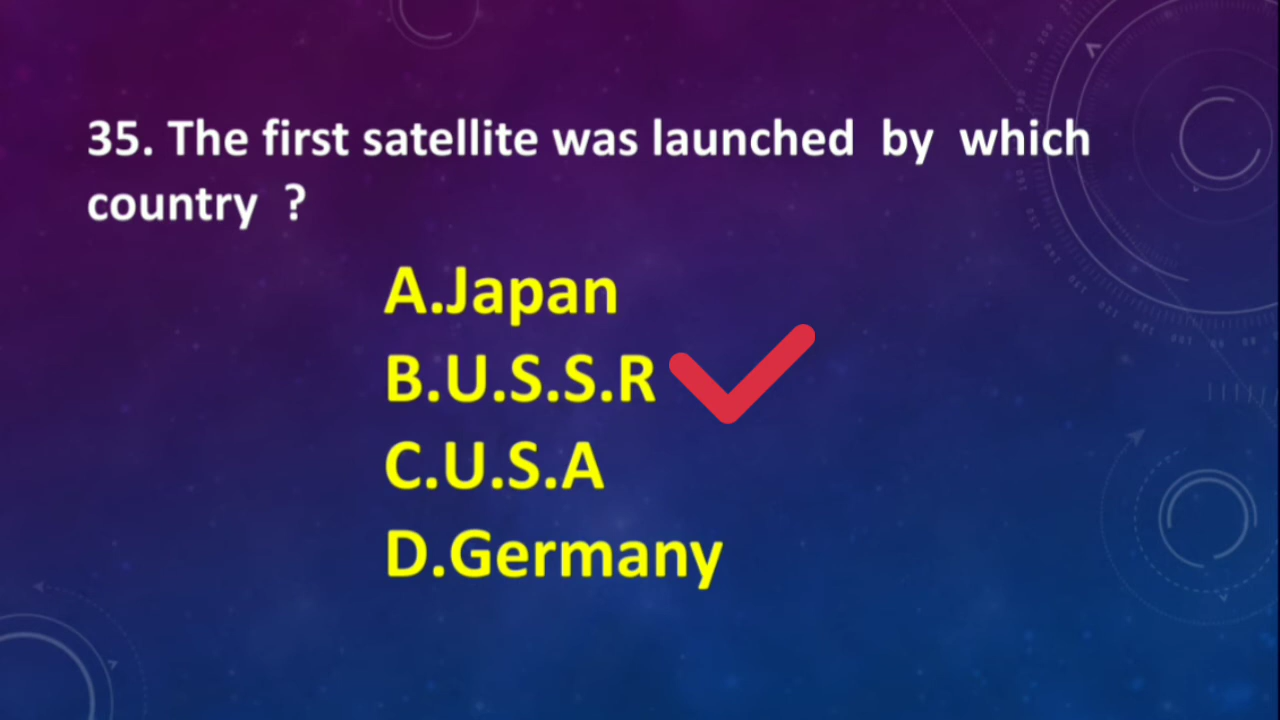 35. The first satellite was launched by which
country ?
A.Japan
B.U.S.S.R
C.U.S.A
D.Germany